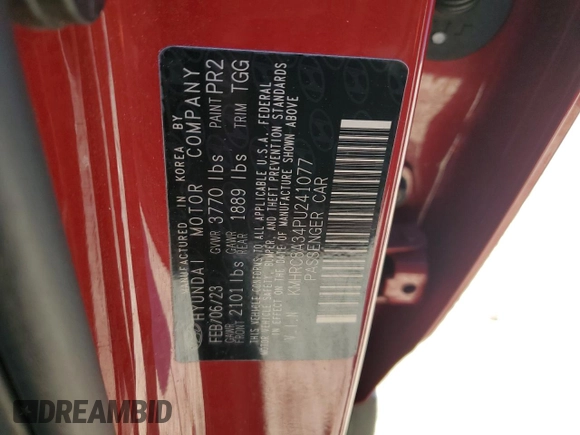 MANUFACTURED IN KOREA BY
HYUNDAI MOTOR COMPANY
FEB/06/23 GVWR 3770 lbs PAINT PR2
GAWR FRONT 2101lbs GAWR REAR 1889 lbs TRIM TGG
THIS VEHICLE CONFORMS TO ALL APPLICABLE U.S.A. FEDERAL
MOTOR VEHICLE SAFETY, BUMPER, AND THEFT PREVENTION STANDARDS
IN EFFECT ON THE DATE OF MANUFACTURE SHOWN ABOVE
V.I.N KMHRC8A34PU241077
PASSENGER CAR
DREAMBID